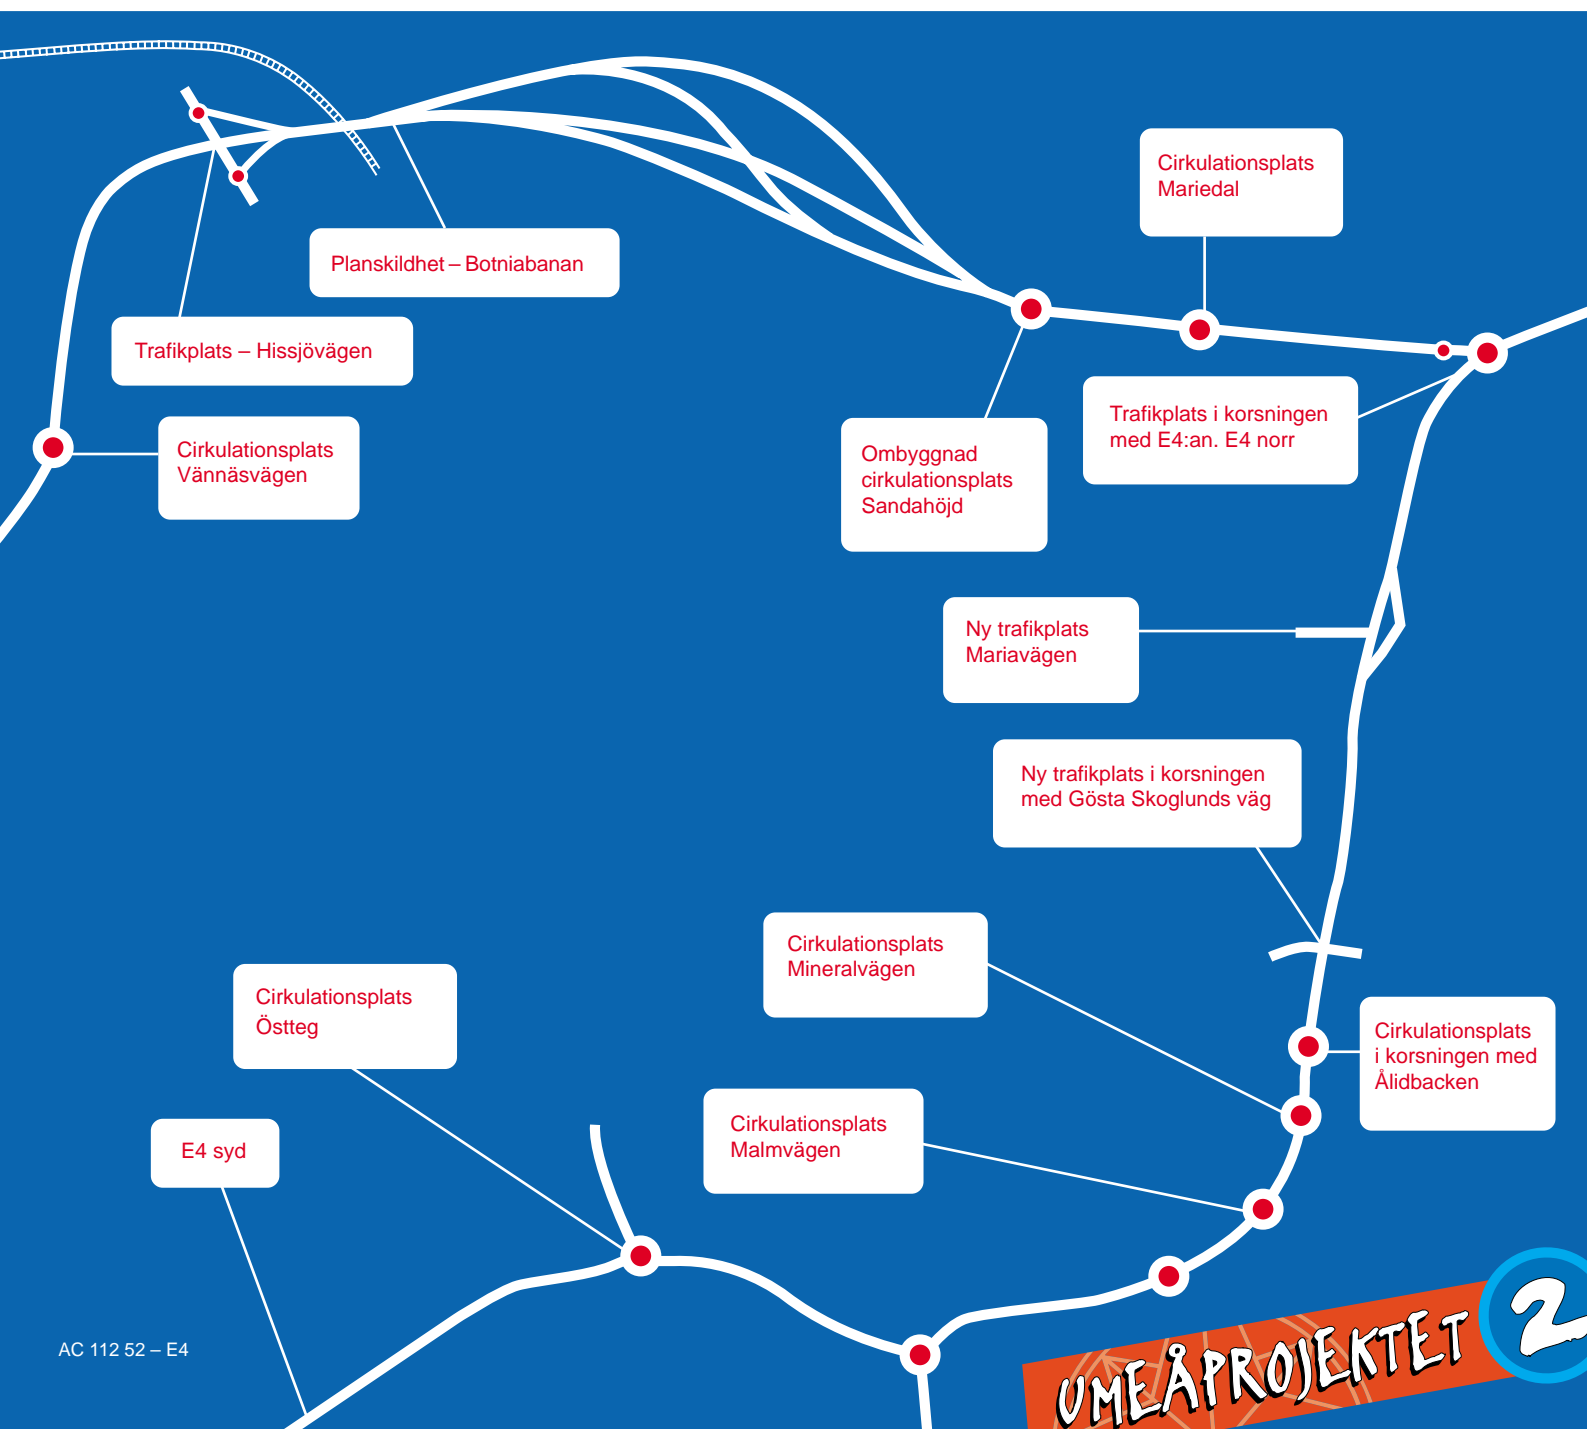 Cirkulationsplats
Mariedal
Planskildhet – Botniabanan
Trafikplats – Hissjövägen
Trafikplats i korsningen
med E4:an. E4 norr
Cirkulationsplats
Vännäsvägen
Ombyggnad
cirkulationsplats
Sandahöjd
Ny trafikplats
Mariavägen
Ny trafikplats i korsningen
med Gösta Skoglunds väg
Cirkulationsplats
Mineralvägen
Cirkulationsplats
Östteg
Cirkulationsplats
i korsningen med
Ålidbacken
Cirkulationsplats
Malmvägen
E4 syd
AC 112 52 – E4
UMEÅPROJEKTET 2